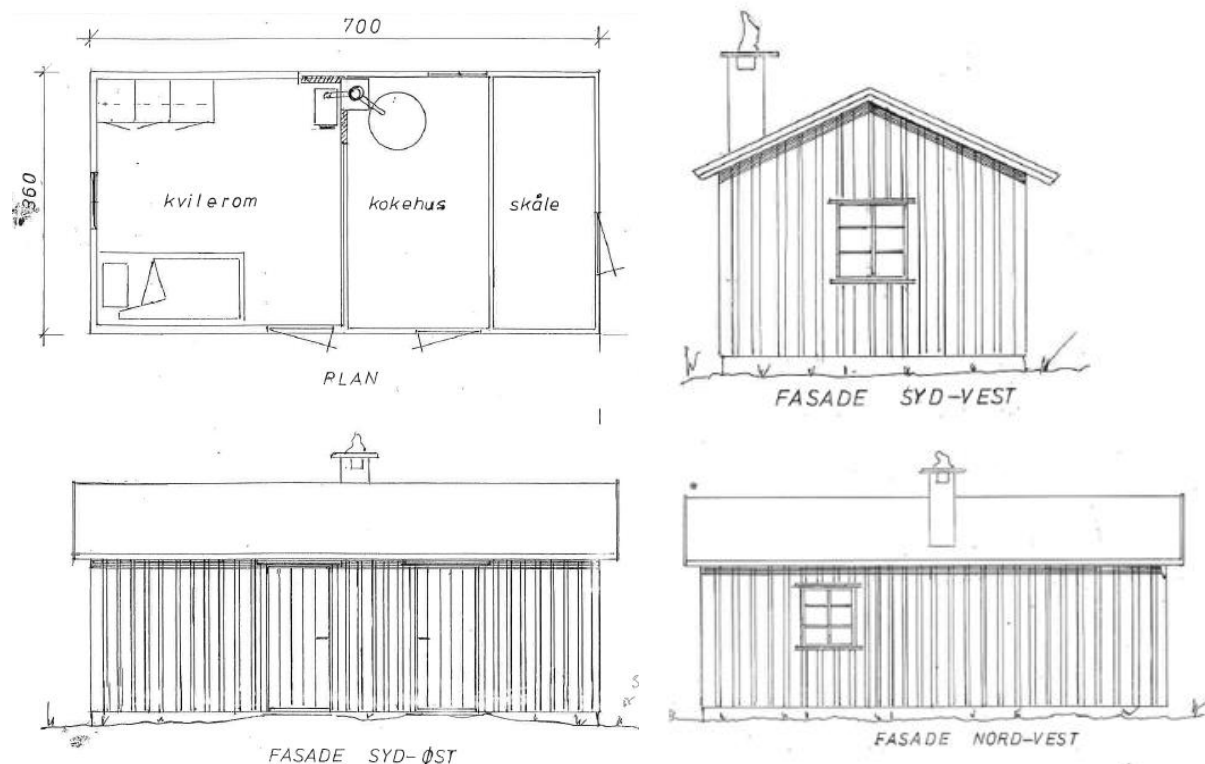 700
360
kvilerom
kokehus
skåle
PLAN
FASADE SYD-VEST
FASADE SYD-ØST
FASADE NORD-VEST